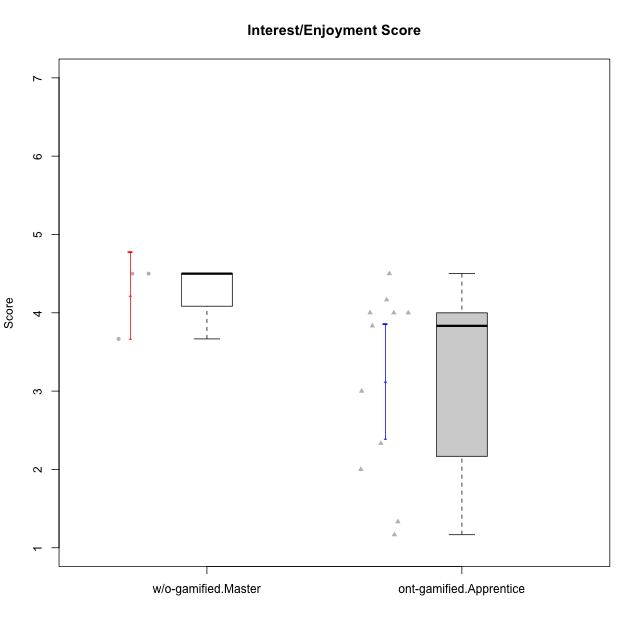 Interest/Enjoyment Score
Score
7
6
5
4
3
2
1
w/o-gamified.Master
ont-gamified.Apprentice